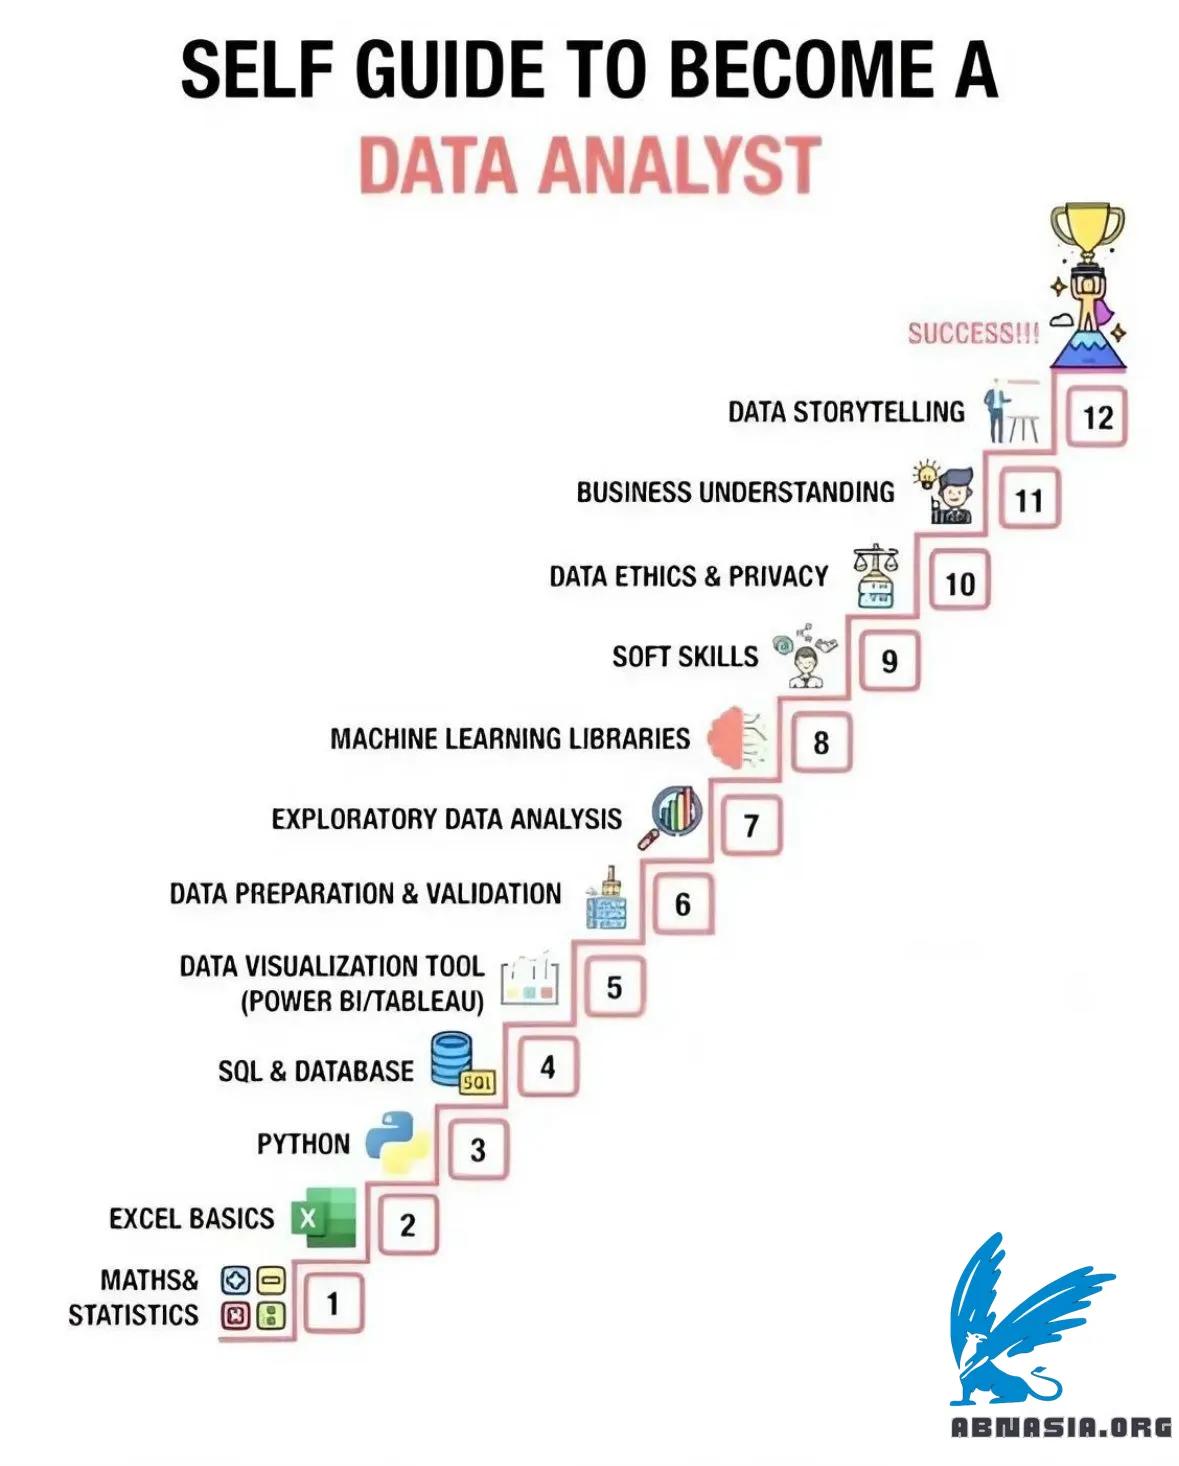 SELF GUIDE TO BECOME A
DATA ANALYST
SUCCESS!!!
DATA STORYTELLING
12
BUSINESS UNDERSTANDING
11
DATA ETHICS & PRIVACY
10
SOFT SKILLS
9
MACHINE LEARNING LIBRARIES
8
EXPLORATORY DATA ANALYSIS
7
DATA PREPARATION & VALIDATION
6
DATA VISUALIZATION TOOL
(POWER BI/TABLEAU)
5
SQL & DATABASE
SQL
4
PYTHON
3
EXCEL BASICS
X
2
MATHS&
STATISTICS
1
ABNASIA.ORG